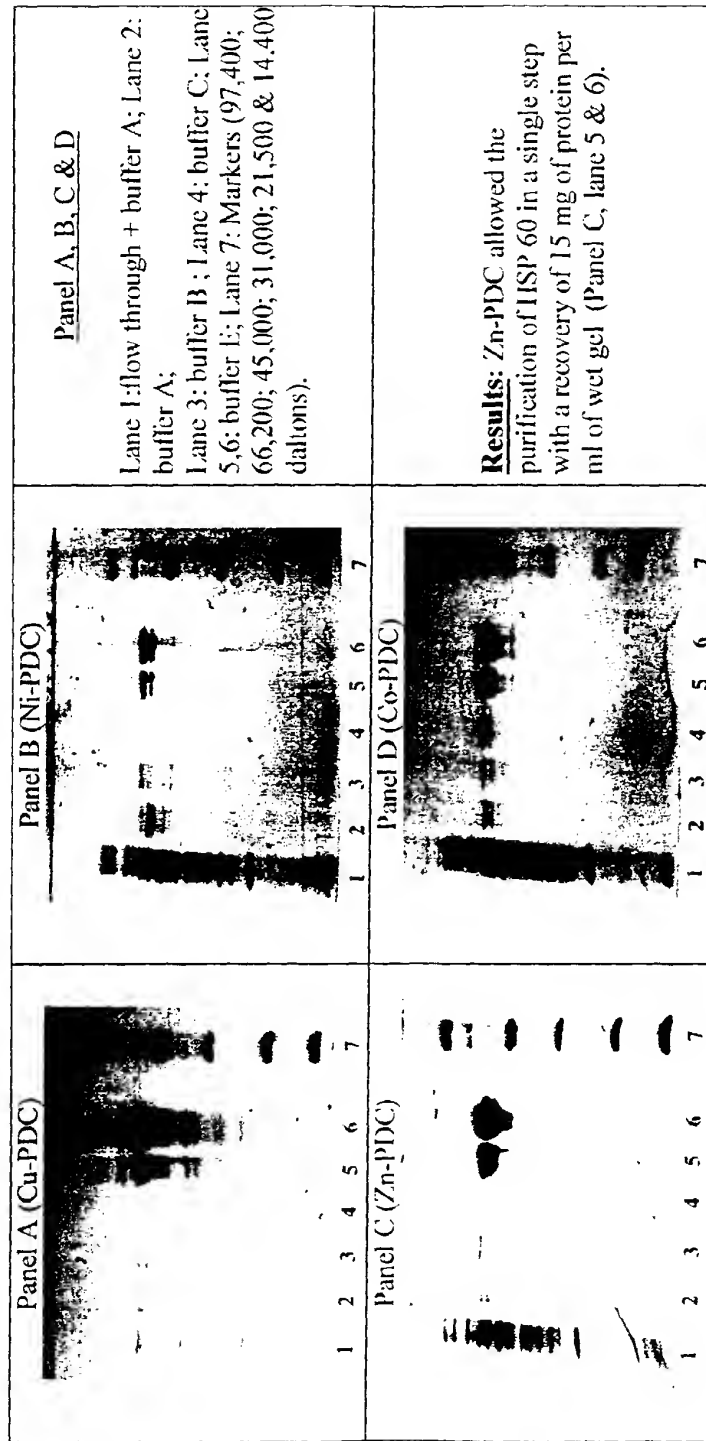 Panel A (Cu-PDC)
1 2 3 4 5 6 7
Panel B (Ni-PDC)
1 2 3 4 5 6 7
Panel A, B, C & D
Lane 1:flow through + buffer A; Lane 2:
buffer A;
Lane 3: buffer B ; Lane 4: buffer C; Lane
5,6: buffer E; Lane 7: Markers (97,400;
66,200; 45,000; 31,000; 21,500 & 14.400
daltons).
Panel C (Zn-PDC)
1 2 3 4 5 6 7
Panel D (Co-PDC)
1 2 3 4 5 6 7
Results: Zn-PDC allowed the
purification of HSP 60 in a single step
with a recovery of 15 mg of protein per
ml of wet gel (Panel C, lane 5 & 6).